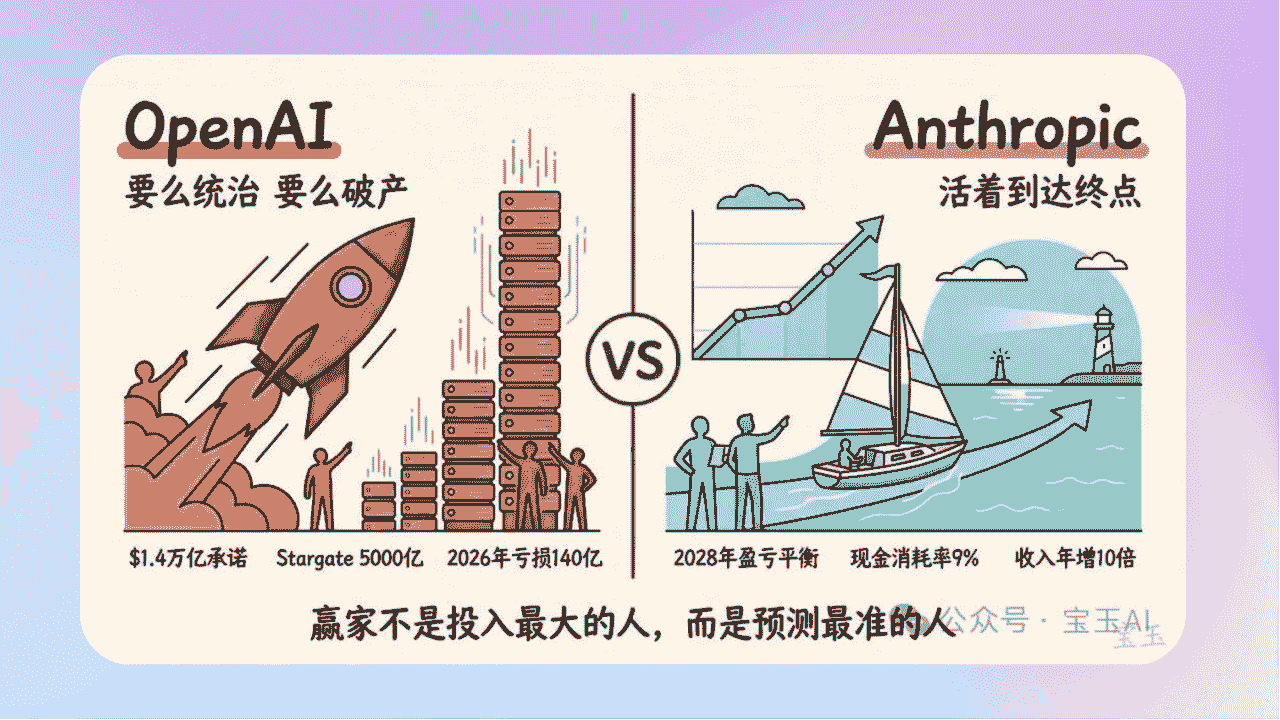 OpenAI
要么统治 要么破产
$1.4万亿承诺
Stargate 5000亿
2026年亏损140亿
VS
Anthropic
活着到达终点
2028年盈亏平衡
现金消耗率9%
收入年增10倍
赢家不是投入最大的人，而是预测最准的人
公众号·宝玉AI
宝玉